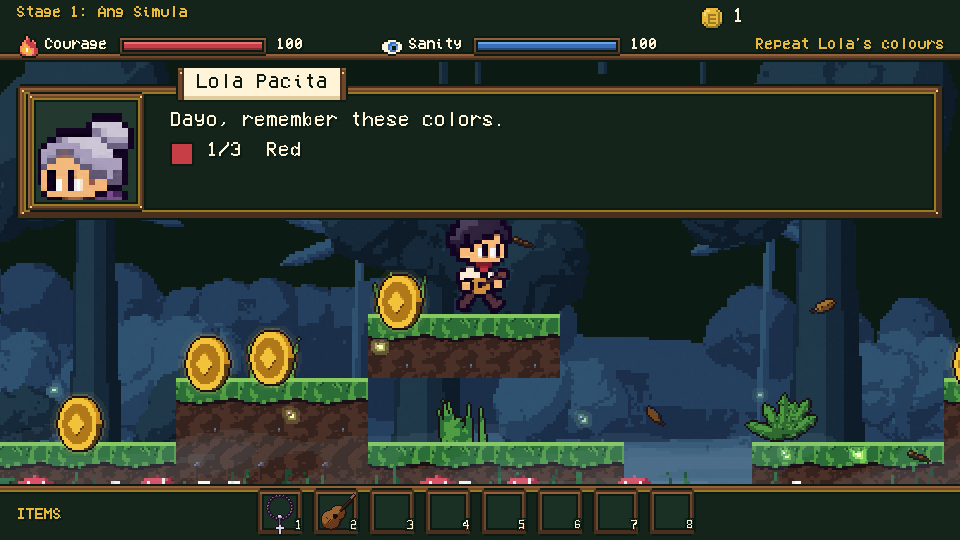 Stage 1: Ang Simula
1
Courage 100
Sanity 100
Repeat Lola's colours
Lola Pacita
Dayo, remember these colors.
1/3 Red
ITEMS
1 2 3 4 5 6 7 8